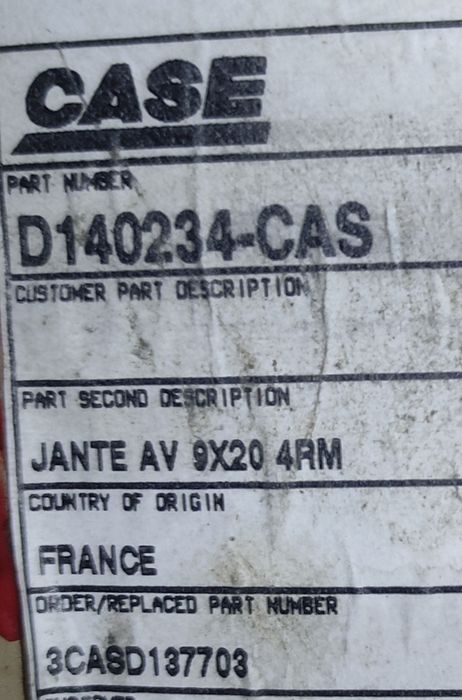 CASE
PART NUMBER
D140234-CAS
CUSTOMER PART DESCRIPTION
PART SECOND DESCRIPTION
JANTE AV 9X20 4RM
COUNTRY OF ORIGIN
FRANCE
ORDER/REPLACED PART NUMBER
3CASD137703